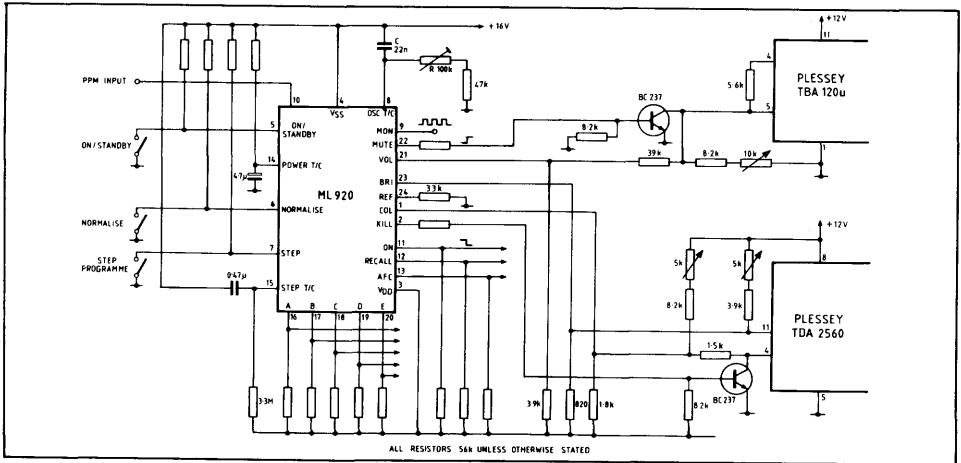 +16V
+12V
11
C
22n
R 100k
47k
4
5·6k
PLESSEY
TBA 120u
PPM INPUT
10
4
8
VSS
OSC T/C
BC 237
5
5
ON/
STANDBY
MON
9
MUTE
22
8·2k
1
ON/STANDBY
VOL
21
39k
8·2k
10k
14
POWER T/C
BRI
23
4·7µ
ML 920
REF
24
33k
COL
1
+12V
6
NORMALISE
KILL
2
NORMALISE
8
7
STEP
ON
11
5k
5k
STEP
PROGRAMME
RECALL
12
AFC
13
8·2k
3·9k
PLESSEY
TDA 2560
0·47µ
15
STEP T/C
VDD
3
11
A
B
C
D
E
16
17
18
19
20
1·5k
4
BC237
5
3·3M
3·9k
820
1·8k
8·2k
ALL RESISTORS 56k UNLESS OTHERWISE STATED